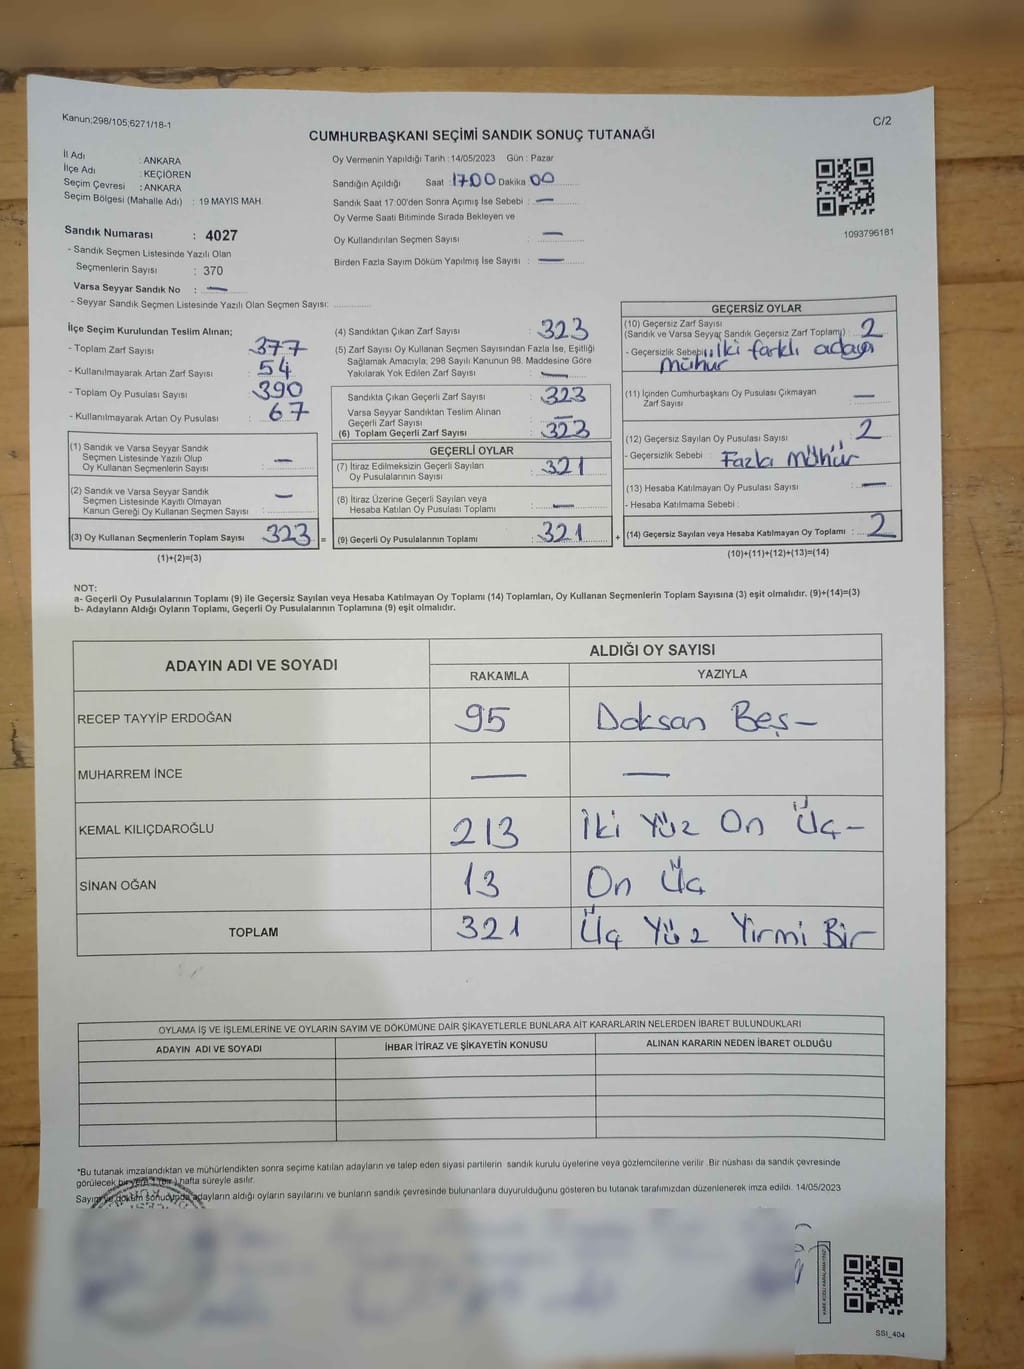 Kanun;298/105;6271/18-1
C/2
CUMHURBAŞKANI SEÇİMİ SANDIK SONUÇ TUTANAĞI
İl Adı : ANKARA
İlçe Adı : KEÇİÖREN
Seçim Çevresi : ANKARA
Seçim Bölgesi (Mahalle Adı) : 19 MAYIS MAH.
Sandık Numarası : 4027
- Sandık Seçmen Listesinde Yazılı Olan
Seçmenlerin Sayısı : 370
Varsa Seyyar Sandık No : —
- Seyyar Sandık Seçmen Listesinde Yazılı Olan Seçmen Sayısı:
Oy Vermenin Yapıldığı Tarih : 14/05/2023 Gün : Pazar
Sandığın Açıldığı Saat : 17:00 Dakika 00
Sandık Saat 17:00'den Sonra Açımış İse Sebebi : —
Oy Verme Saati Bitiminde Sırada Bekleyen ve
Oy Kullandırılan Seçmen Sayısı : —
Birden Fazla Sayım Döküm Yapılmış İse Sayısı : —
1093796181
İlçe Seçim Kurulundan Teslim Alınan;
- Toplam Zarf Sayısı : 377
- Kullanılmayarak Artan Zarf Sayısı : 54
- Toplam Oy Pusulası Sayısı : 390
- Kullanılmayarak Artan Oy Pusulası : 67
(1) Sandık ve Varsa Seyyar Sandık
Seçmen Listesinde Yazılı Olup
Oy Kullanan Seçmenlerin Sayısı : —
(2) Sandık ve Varsa Seyyar Sandık
Seçmen Listesinde Kayıtlı Olmayan
Kanun Gereği Oy Kullanan Seçmen Sayısı : —
(3) Oy Kullanan Seçmenlerin Toplam Sayısı 323 =
(1)+(2)=(3)
(4) Sandıktan Çıkan Zarf Sayısı : 323
(5) Zarf Sayısı Oy Kullanan Seçmen Sayısından Fazla İse, Eşitliği
Sağlamak Amacıyla; 298 Sayılı Kanunun 98. Maddesine Göre
Yakılarak Yok Edilen Zarf Sayısı : —
Sandıkta Çıkan Geçerli Zarf Sayısı : 323
Varsa Seyyar Sandıktan Teslim Alınan
Geçerli Zarf Sayısı : —
(6) Toplam Geçerli Zarf Sayısı : 323
GEÇERLİ OYLAR
(7) İtiraz Edilmeksizin Geçerli Sayılan
Oy Pusulalarının Sayısı : 321
(8) İtiraz Üzerine Geçerli Sayılan veya
Hesaba Katılan Oy Pusulası Toplamı : —
(9) Geçerli Oy Pusulalarının Toplamı : 321 +
GEÇERSİZ OYLAR
(10) Geçersiz Zarf Sayısı
(Sandık ve Varsa Seyyar Sandık Geçersiz Zarf Toplamı) : 2
- Geçersizlik Sebebi : İki farklı adaya
mühür
(11) İçinden Cumhurbaşkanı Oy Pusulası Çıkmayan
Zarf Sayısı : —
(12) Geçersiz Sayılan Oy Pusulası Sayısı : 2
- Geçersizlik Sebebi : Fazla Mühür
(13) Hesaba Katılmayan Oy Pusulası Sayısı : —
- Hesaba Katılmama Sebebi :
(14) Geçersiz Sayılan veya Hesaba Katılmayan Oy Toplamı : 2
(10)+(11)+(12)+(13)=(14)
NOT:
a- Geçerli Oy Pusulalarının Toplamı (9) ile Geçersiz Sayılan veya Hesaba Katılmayan Oy Toplamı (14) Toplamları, Oy Kullanan Seçmenlerin Toplam Sayısına (3) eşit olmalıdır. (9)+(14)=(3)
b- Adayların Aldığı Oyların Toplamı, Geçerli Oy Pusulalarının Toplamına (9) eşit olmalıdır.
ADAYIN ADI VE SOYADI
ALDIĞI OY SAYISI
RAKAMLA YAZIYLA
RECEP TAYYİP ERDOĞAN 95 Doksan Beş —
MUHARREM İNCE — —
KEMAL KILIÇDAROĞLU 213 İki Yüz On Üç —
SİNAN OĞAN 13 On Üç
TOPLAM 321 Üç Yüz Yirmi Bir
OYLAMA İŞ VE İŞLEMLERİNE VE OYLARIN SAYIM VE DÖKÜMÜNE DAİR ŞİKAYETLERLE BUNLARA AİT KARARLARIN NELERDEN İBARET BULUNDUKLARI
ADAYIN ADI VE SOYADI İHBAR İTİRAZ VE ŞİKAYETİN KONUSU ALINAN KARARIN NEDEN İBARET OLDUĞU
*Bu tutanak imzalandıktan ve mühürlendikten sonra seçime katılan adayların ve talep eden siyasi partilerin sandık kurulu üyelerine veya gözlemcilerine verilir. Bir nüshası da sandık çevresinde
görülecek bir yere 1 (bir) hafta süreyle asılır.
Sayım ve döküm sonucunda adayların aldığı oyların sayılarını ve bunların sandık çevresinde bulunanlara duyurulduğunu gösteren bu tutanak tarafımızdan düzenlenerek imza edildi. 14/05/2023
SSI_404